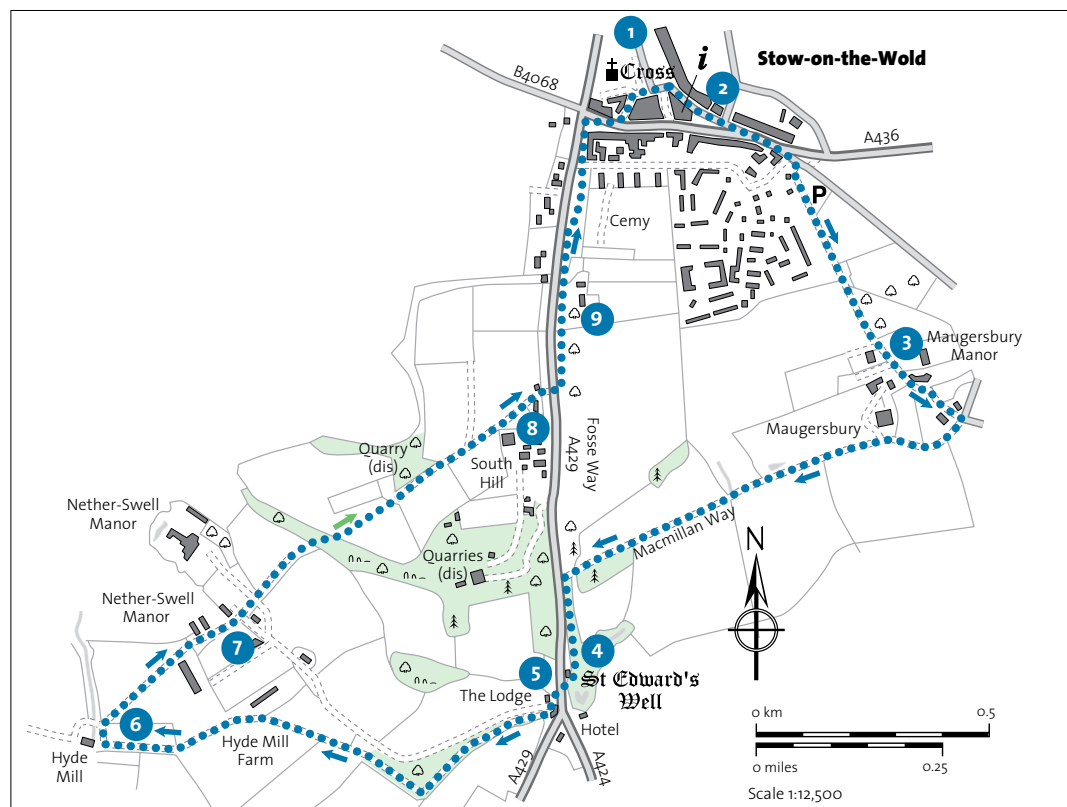 1
Stow-on-the-Wold
i
B4068
Cross
2
A436
P
Cemy
9
3
Maugersbury
Manor
8
Fosse Way
A429
Maugersbury
Quarry
(dis)
South
Hill
Nether-Swell
Manor
Macmillan Way
N
Quarries
(dis)
Nether-Swell
Manor
7
4
5
St Edward's
Well
The Lodge
6
Hyde Mill
Farm
Hotel
Hyde
Mill
A429
A424
0 km
0.5
0 miles
0.25
Scale 1:12,500